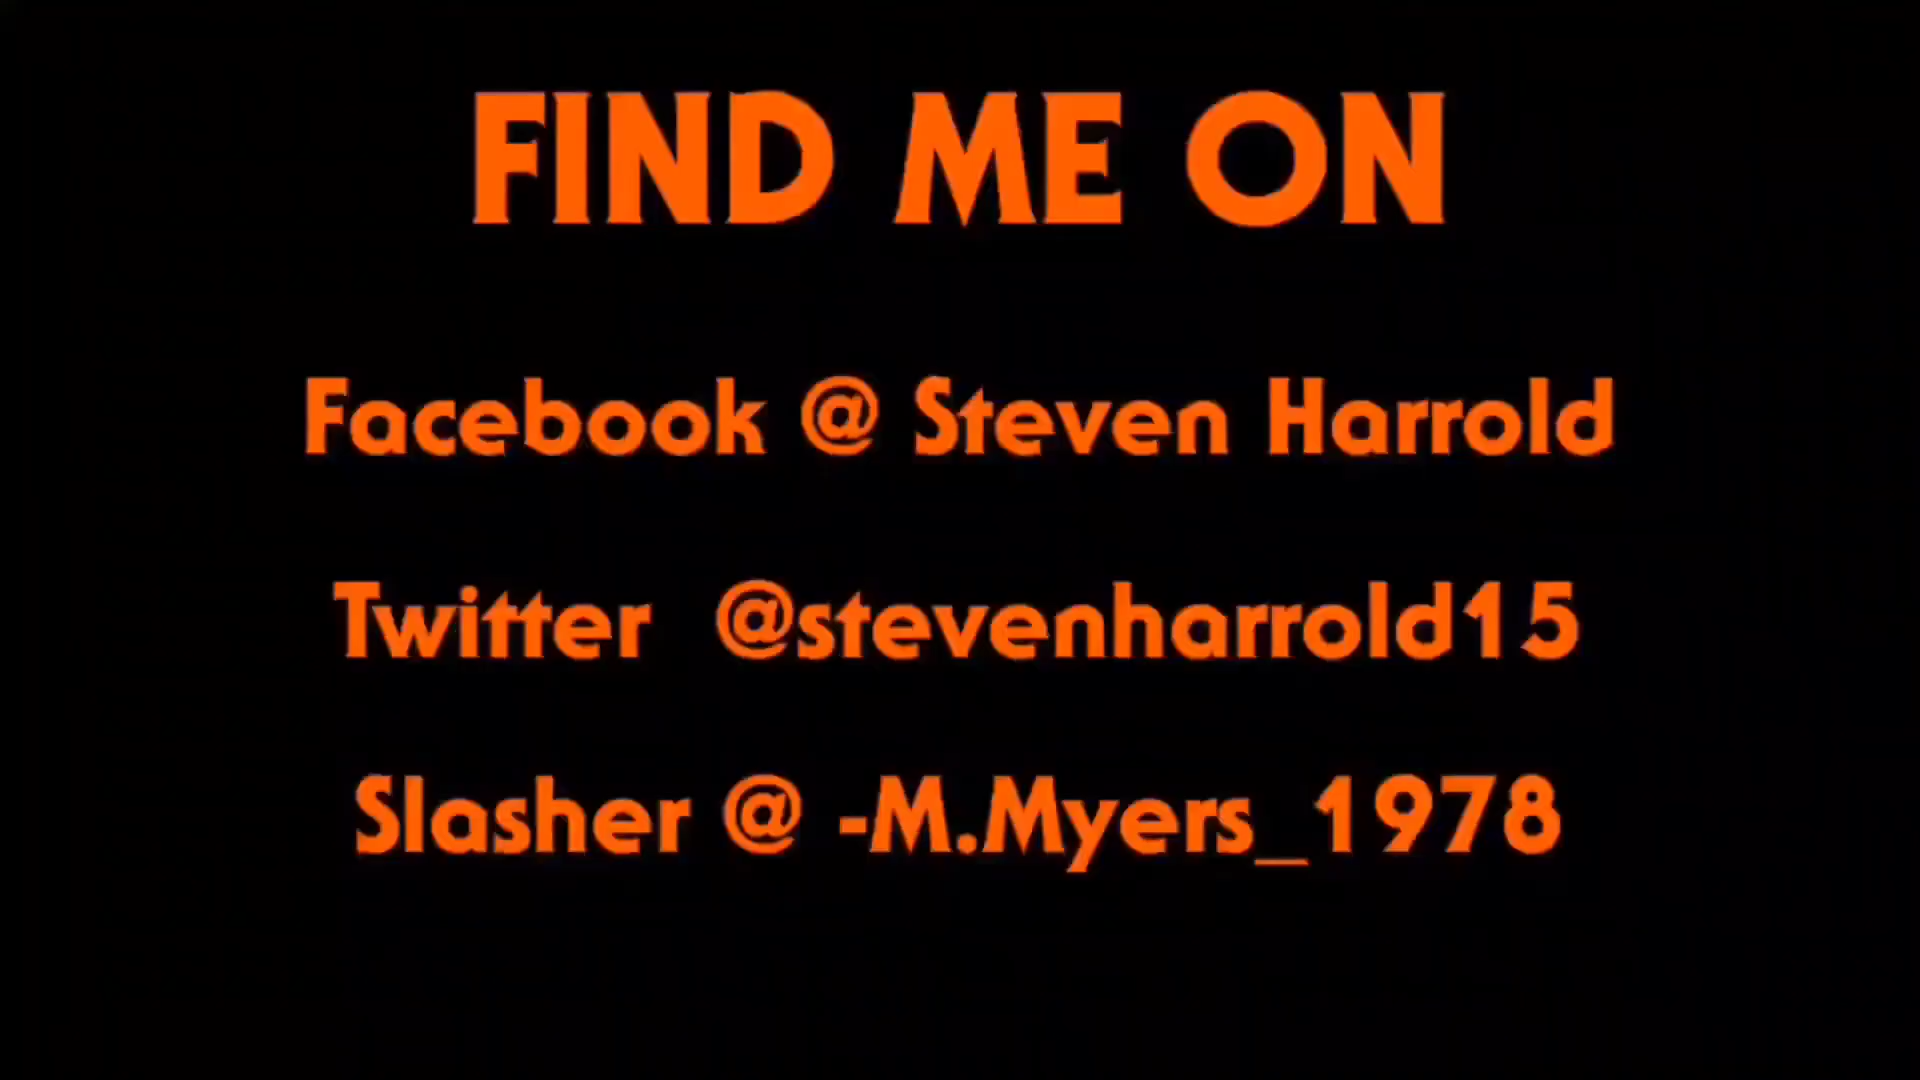 FIND ME ON
Facebook @ Steven Harrold
Twitter @stevenharrold15
Slasher @ -M.Myers_1978